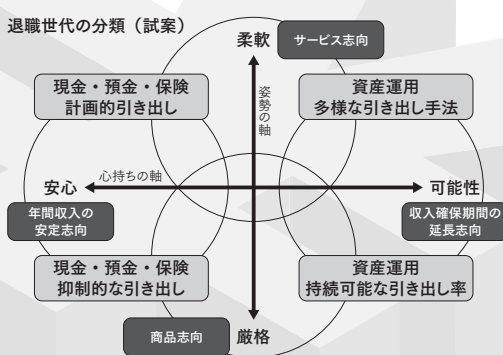 退職世代の分類（試案）
柔軟
サービス志向
現金・預金・保険
計画的引き出し
姿勢の軸
資産運用
多様な引き出し手法
心持ちの軸
安心
可能性
年間収入の
安定志向
収入確保期間の
延長志向
現金・預金・保険
抑制的な引き出し
資産運用
持続可能な引き出し率
商品志向
厳格